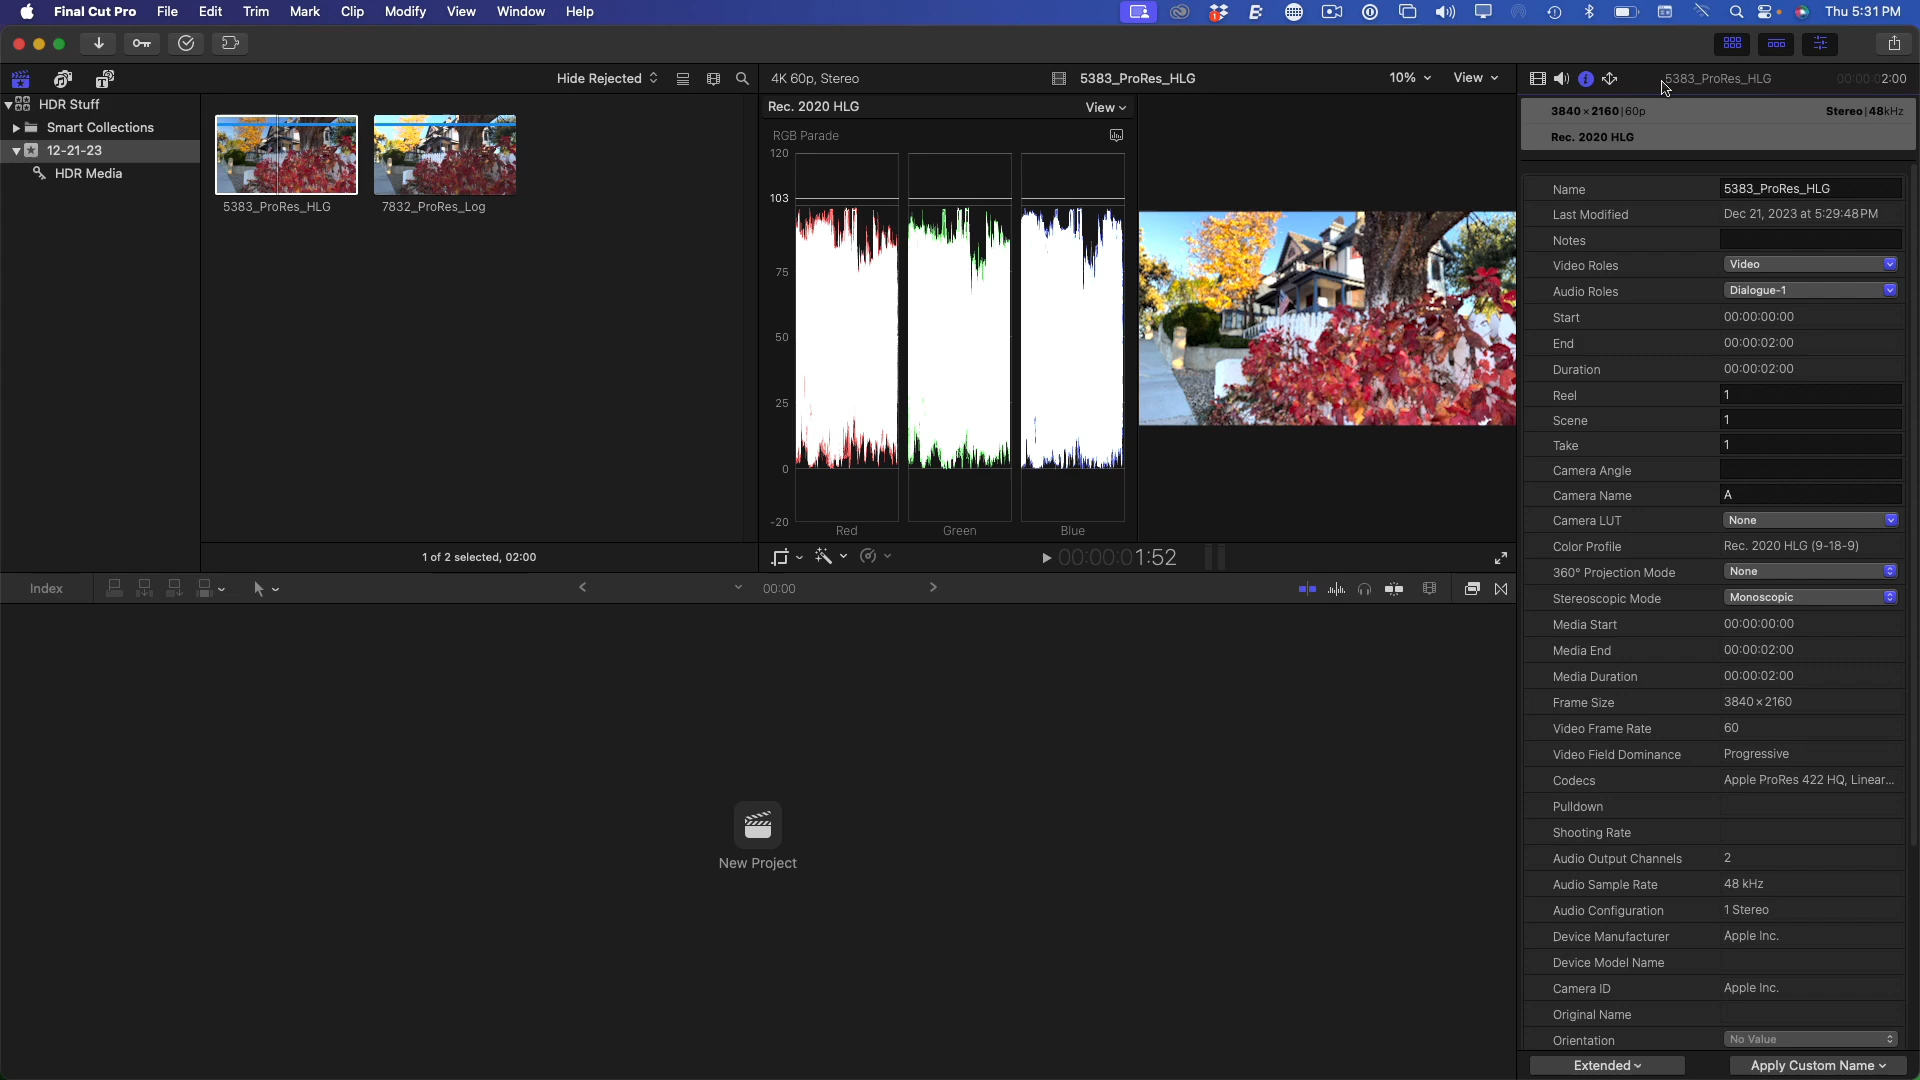 Final Cut Pro File Edit Trim Mark Clip Modify View Window Help Thu 5:31 PM
Hide Rejected 4K 60p, Stereo 5383_ProRes_HLG 10% View 5383_ProRes_HLG 00:00:02:00
HDR Stuff
Smart Collections
12-21-23
HDR Media
5383_ProRes_HLG 7832_ProRes_Log
1 of 2 selected, 02:00
Rec. 2020 HLG View
RGB Parade
120
103
75
50
25
0
-20
Red Green Blue
00:00:01:52
3840 × 2160 | 60p Stereo | 48kHz
Rec. 2020 HLG
Name 5383_ProRes_HLG
Last Modified Dec 21, 2023 at 5:29:48 PM
Notes
Video Roles Video
Audio Roles Dialogue-1
Start 00:00:00:00
End 00:00:02:00
Duration 00:00:02:00
Reel 1
Scene 1
Take 1
Camera Angle
Camera Name A
Camera LUT None
Color Profile Rec. 2020 HLG (9-18-9)
360° Projection Mode None
Stereoscopic Mode Monoscopic
Media Start 00:00:00:00
Media End 00:00:02:00
Media Duration 00:00:02:00
Frame Size 3840 × 2160
Video Frame Rate 60
Video Field Dominance Progressive
Codecs Apple ProRes 422 HQ, Linear...
Pulldown
Shooting Rate
Audio Output Channels 2
Audio Sample Rate 48 kHz
Audio Configuration 1 Stereo
Device Manufacturer Apple Inc.
Device Model Name
Camera ID Apple Inc.
Original Name
Orientation No Value
Extended Apply Custom Name
Index 00:00
New Project